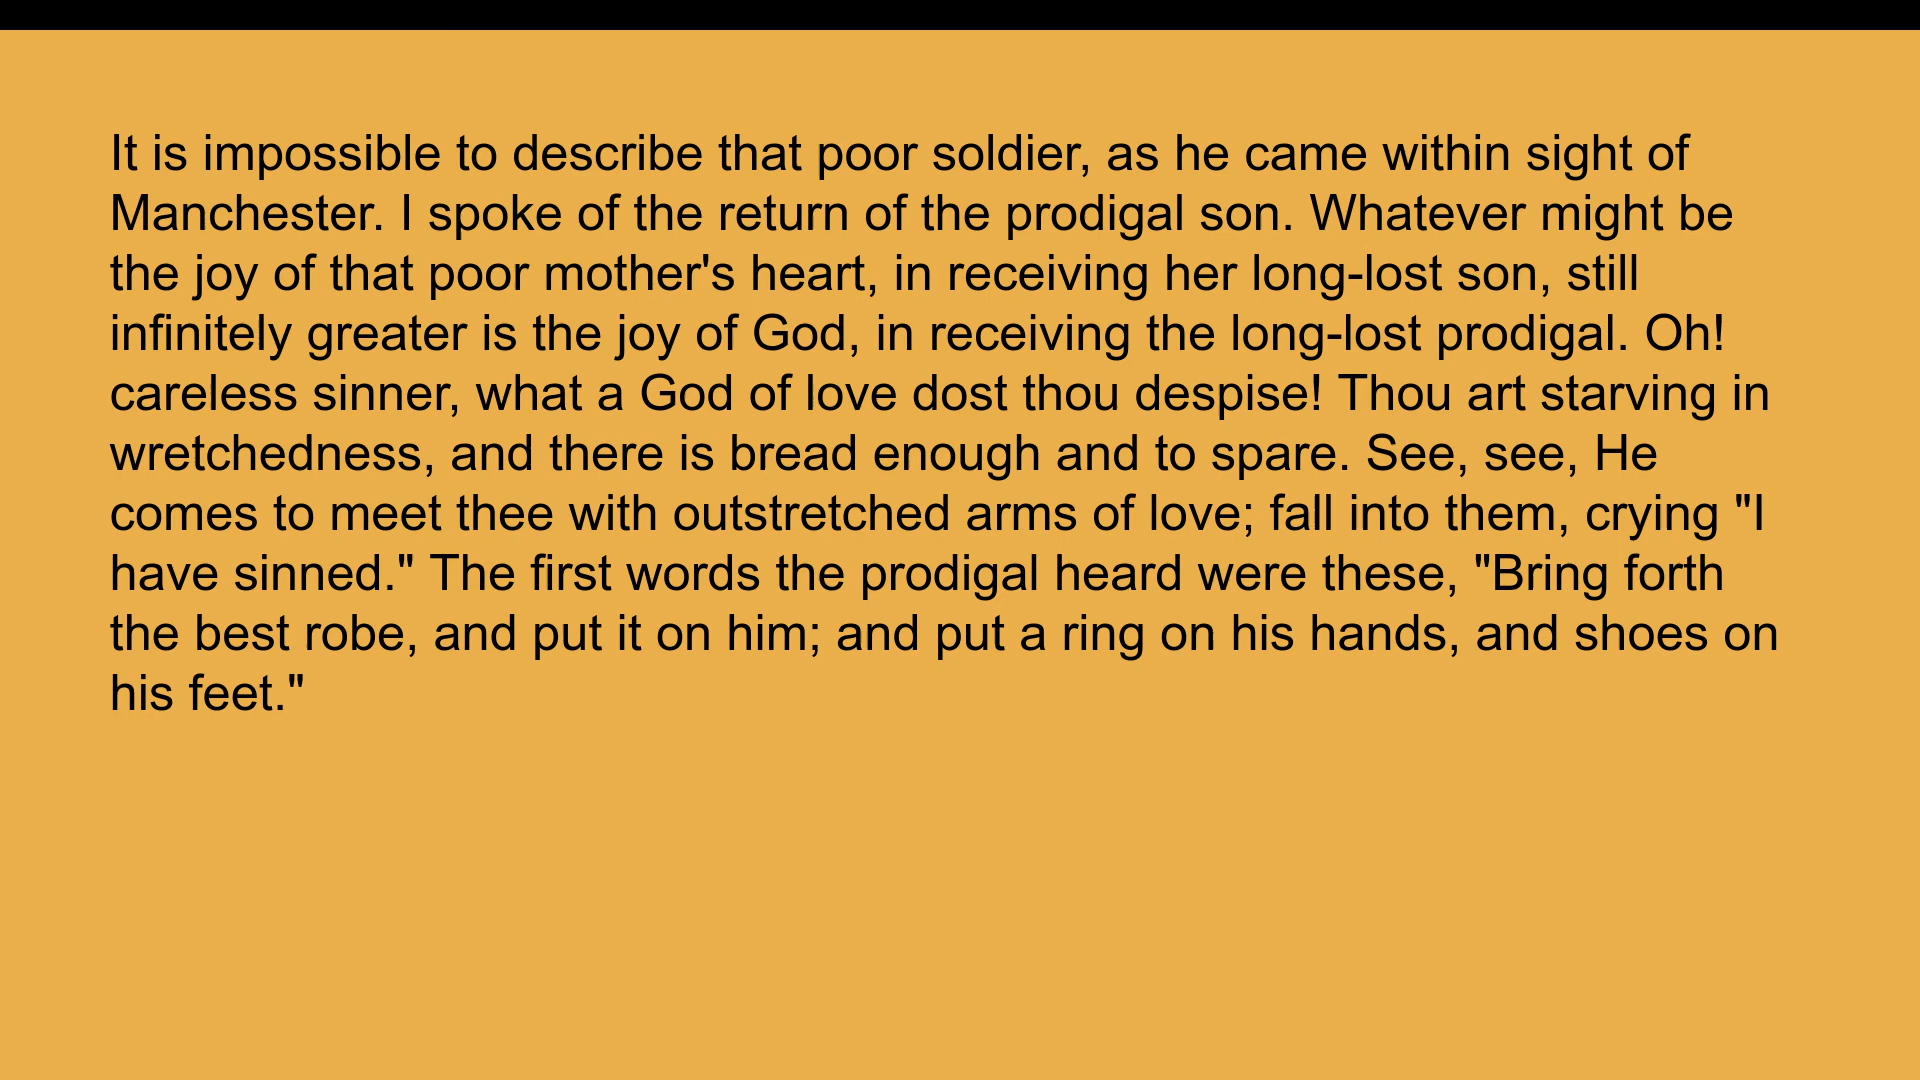 It is impossible to describe that poor soldier, as he came within sight of
Manchester. I spoke of the return of the prodigal son. Whatever might be
the joy of that poor mother's heart, in receiving her long-lost son, still
infinitely greater is the joy of God, in receiving the long-lost prodigal. Oh!
careless sinner, what a God of love dost thou despise! Thou art starving in
wretchedness, and there is bread enough and to spare. See, see, He
comes to meet thee with outstretched arms of love; fall into them, crying "I
have sinned." The first words the prodigal heard were these, "Bring forth
the best robe, and put it on him; and put a ring on his hands, and shoes on
his feet."